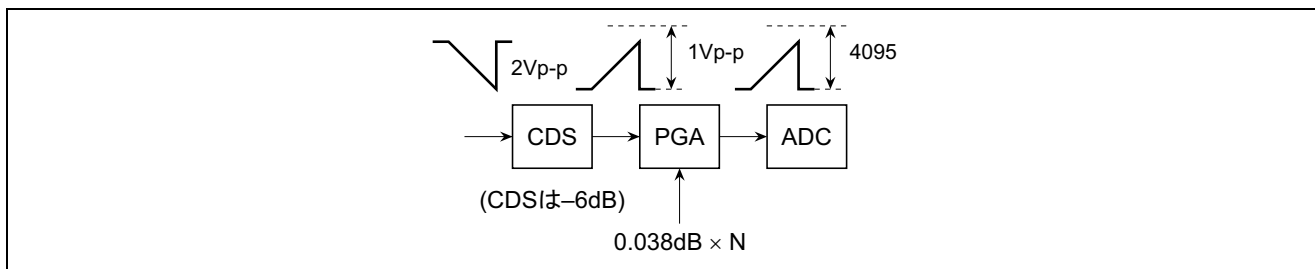 2Vp-p
1Vp-p
4095
CDS
PGA
ADC
(CDSは–6dB)
0.038dB × N